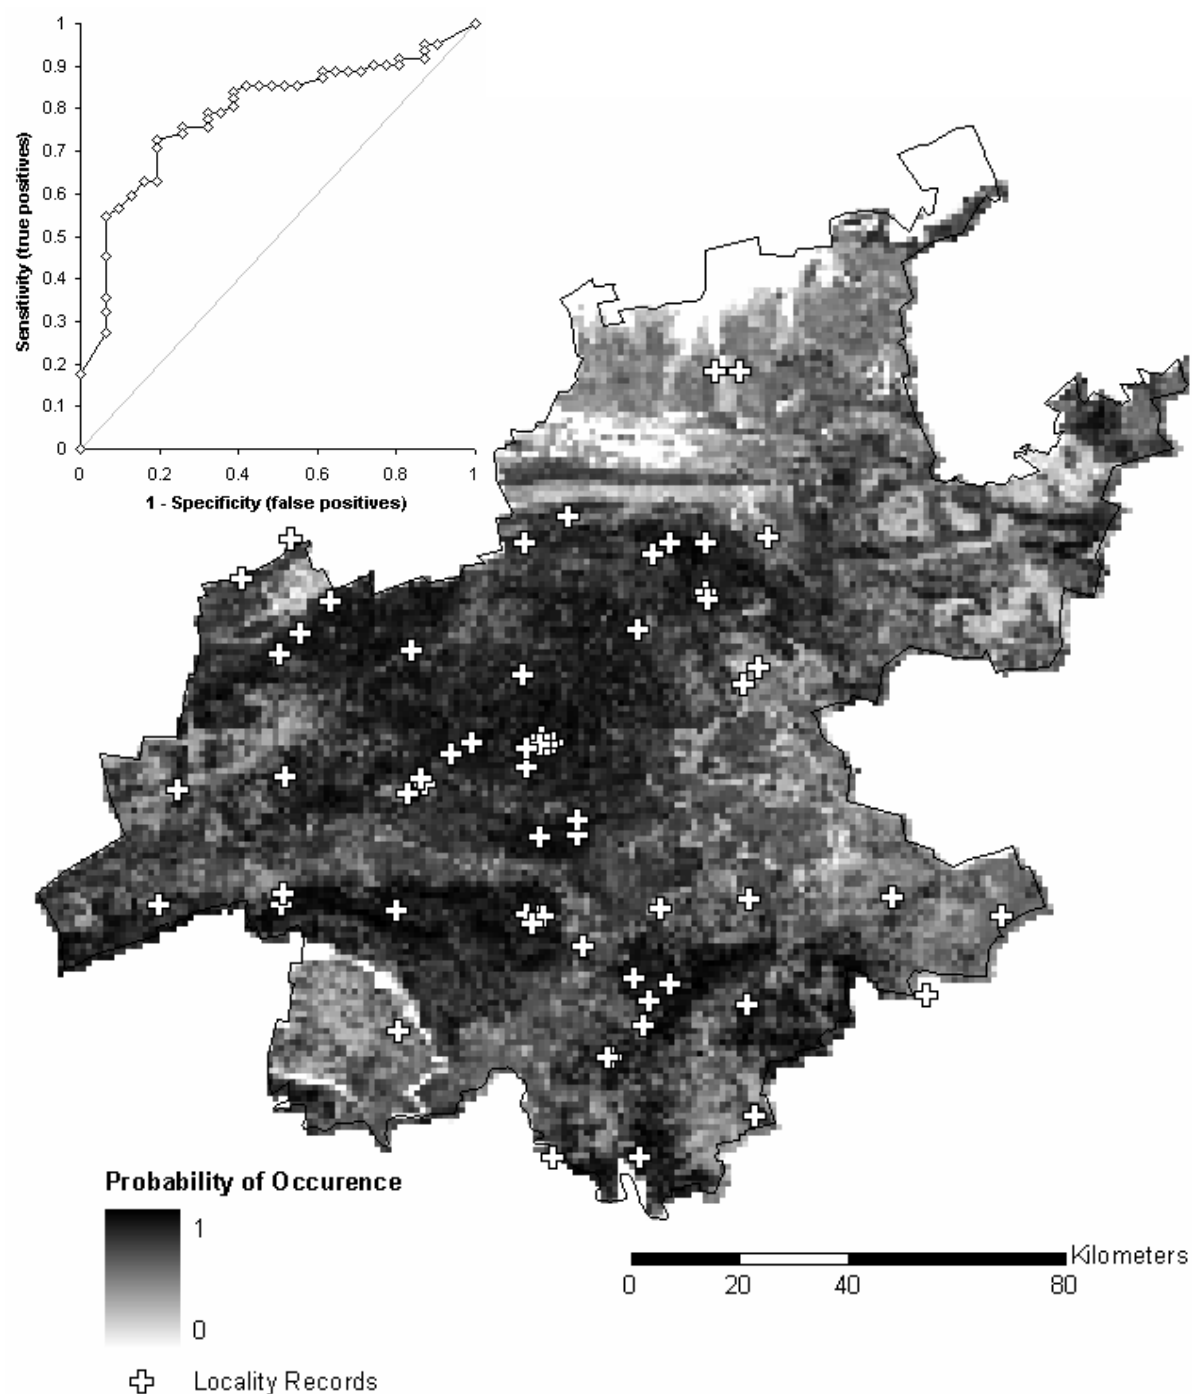 1
0.9
0.8
0.7
0.6
0.5
0.4
0.3
0.2
0.1
0
Sensitivity (true positives)
0 0.2 0.4 0.6 0.8 1
1 - Specificity (false positives)
Probability of Occurence
1
0
Locality Records
Kilometers
0 20 40 80